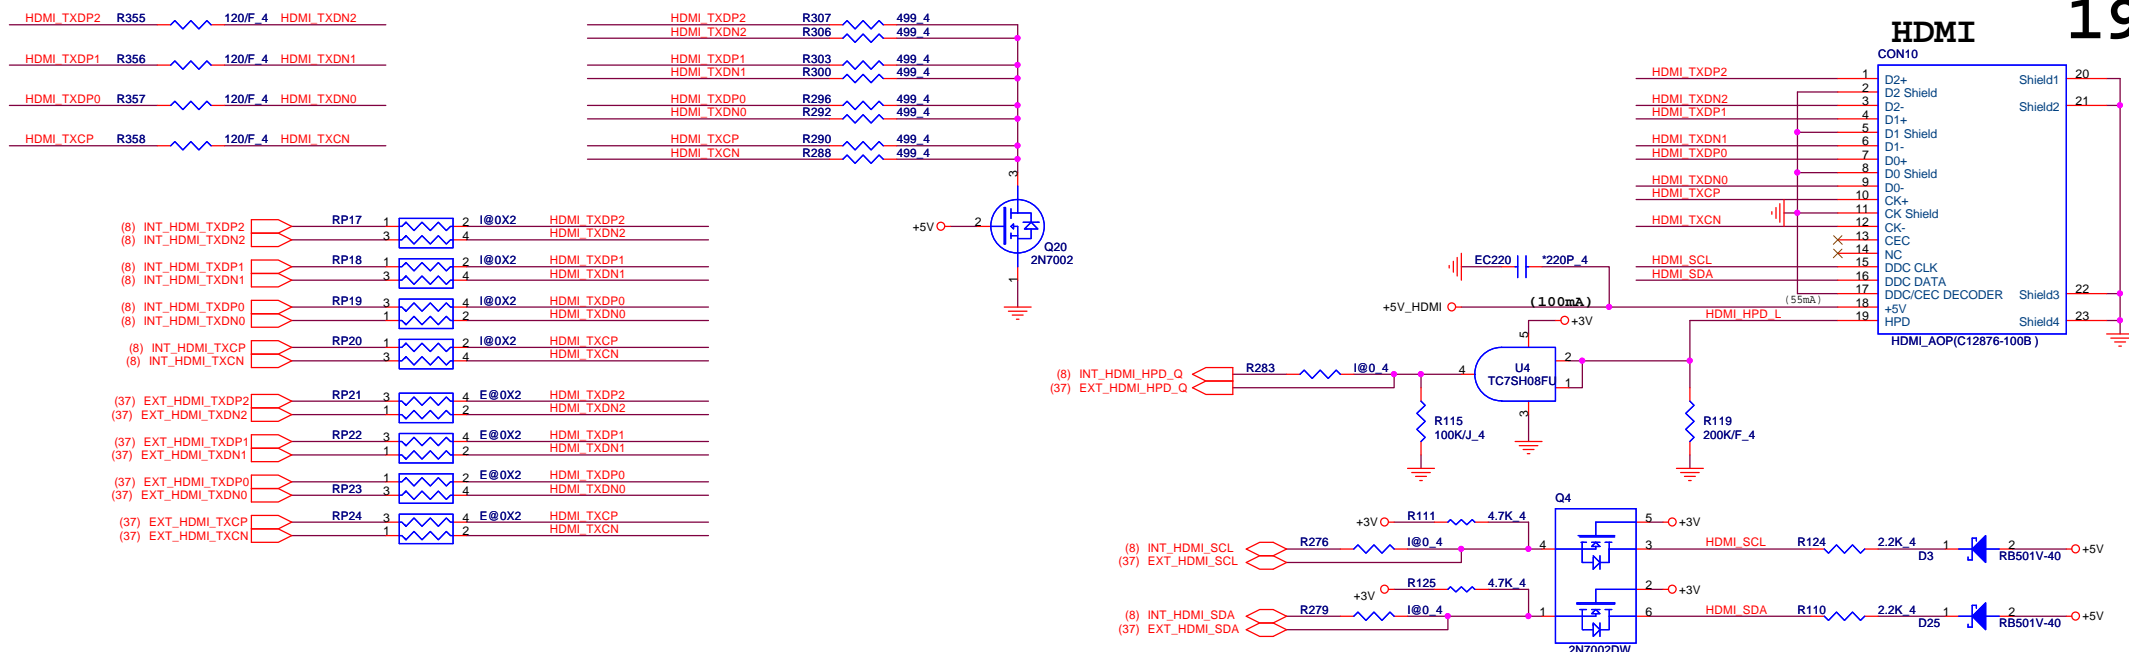 HDMI_TXDP2 R355 120/F_4 HDMI_TXDN2
HDMI_TXDP1 R356 120/F_4 HDMI_TXDN1
HDMI_TXDP0 R357 120/F_4 HDMI_TXDN0
HDMI_TXCP R358 120/F_4 HDMI_TXCN
HDMI_TXDP2 R307 499_4
HDMI_TXDN2 R306 499_4
HDMI_TXDP1 R303 499_4
HDMI_TXDN1 R300 499_4
HDMI_TXDP0 R296 499_4
HDMI_TXDN0 R292 499_4
HDMI_TXCP R290 499_4
HDMI_TXCN R288 499_4
3
+5V 2
Q20
2N7002
1
(8) INT_HDMI_TXDP2 RP17 1 2 I@0X2 HDMI_TXDP2
(8) INT_HDMI_TXDN2 3 4 HDMI_TXDN2
(8) INT_HDMI_TXDP1 RP18 1 2 I@0X2 HDMI_TXDP1
(8) INT_HDMI_TXDN1 3 4 HDMI_TXDN1
(8) INT_HDMI_TXDP0 RP19 3 4 I@0X2 HDMI_TXDP0
(8) INT_HDMI_TXDN0 1 2 HDMI_TXDN0
(8) INT_HDMI_TXCP RP20 1 2 I@0X2 HDMI_TXCP
(8) INT_HDMI_TXCN 3 4 HDMI_TXCN
(37) EXT_HDMI_TXDP2 RP21 3 4 E@0X2 HDMI_TXDP2
(37) EXT_HDMI_TXDN2 1 2 HDMI_TXDN2
(37) EXT_HDMI_TXDP1 RP22 3 4 E@0X2 HDMI_TXDP1
(37) EXT_HDMI_TXDN1 1 2 HDMI_TXDN1
(37) EXT_HDMI_TXDP0 1 2 E@0X2 HDMI_TXDP0
(37) EXT_HDMI_TXDN0 RP23 3 4 HDMI_TXDN0
(37) EXT_HDMI_TXCP RP24 3 4 E@0X2 HDMI_TXCP
(37) EXT_HDMI_TXCN 1 2 HDMI_TXCN
HDMI 19
CON10
HDMI_TXDP2 1 D2+ Shield1 20
2 D2 Shield
HDMI_TXDN2 3 D2- Shield2 21
HDMI_TXDP1 4 D1+
5 D1 Shield
HDMI_TXDN1 6 D1-
HDMI_TXDP0 7 D0+
8 D0 Shield
HDMI_TXDN0 9 D0-
HDMI_TXCP 10 CK+
11 CK Shield
HDMI_TXCN 12 CK-
13 CEC
14 NC
HDMI_SCL 15 DDC CLK
HDMI_SDA 16 DDC DATA
17 DDC/CEC DECODER Shield3 22
(55mA) 18 +5V
HDMI_HPD_L 19 HPD Shield4 23
HDMI_AOP(C12876-100B )
EC220 *220P_4
+5V_HDMI (100mA)
+3V
5
(8) INT_HDMI_HPD_Q R283 I@0_4 4 U4 2
(37) EXT_HDMI_HPD_Q TC7SH08FU 1
3
R115
100K/J_4
R119
200K/F_4
Q4
+3V R111 4.7K_4 5 +3V
(8) INT_HDMI_SCL R276 I@0_4 4 3 HDMI_SCL R124 2.2K_4 1 2 +5V
(37) EXT_HDMI_SCL D3 RB501V-40
+3V R125 4.7K_4 2 +3V
(8) INT_HDMI_SDA R279 I@0_4 1 6 HDMI_SDA R110 2.2K_4 1 2 +5V
(37) EXT_HDMI_SDA D25 RB501V-40
2N7002DW